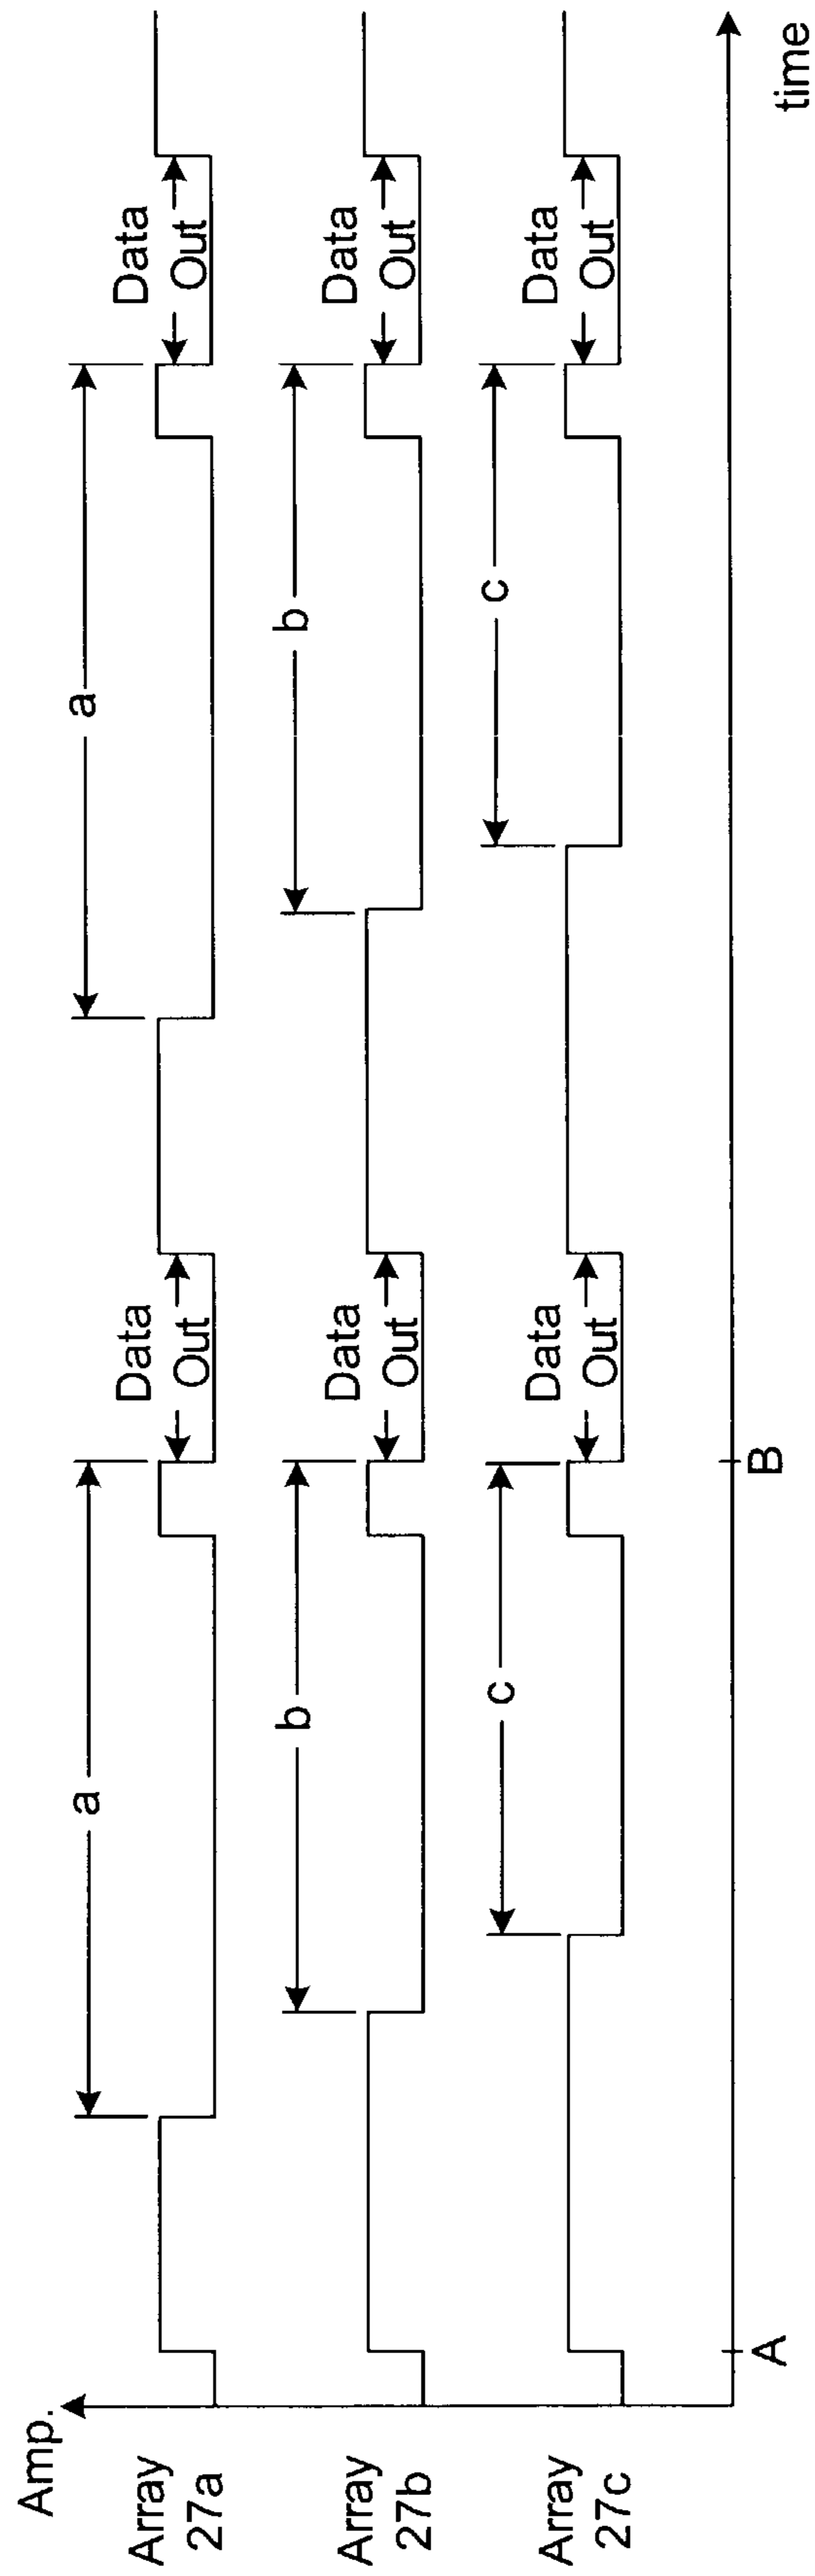 Amp.
Array
27a
a
Data
Out
a
Data
Out
Array
27b
b
Data
Out
b
Data
Out
Array
27c
c
Data
Out
c
Data
Out
A
B
time